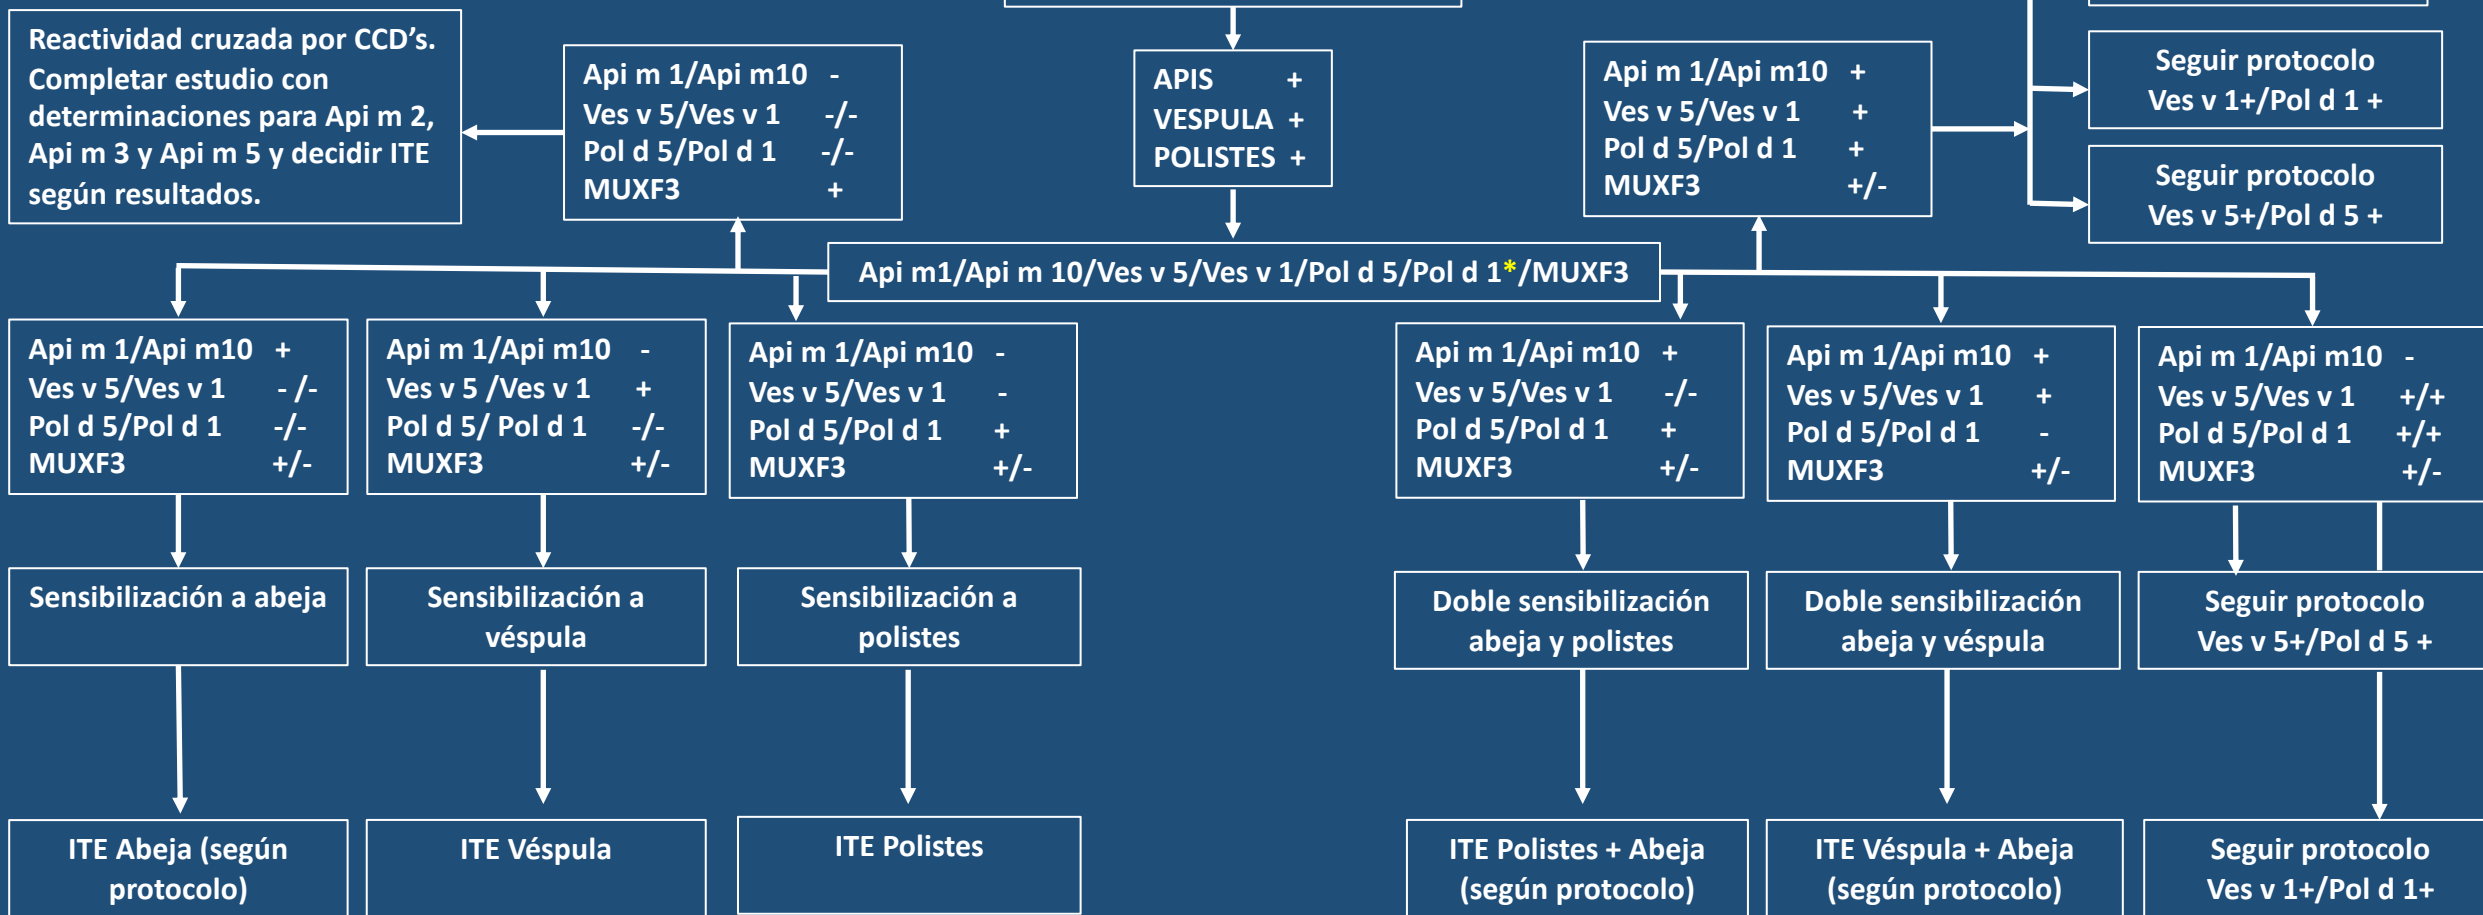 Reactividad cruzada por CCD’s.
Completar estudio con
determinaciones para Api m 2,
Api m 3 y Api m 5 y decidir ITE
según resultados.
Api m 1/Api m10 -
Ves v 5/Ves v 1 -/-
Pol d 5/Pol d 1 -/-
MUXF3 +
APIS +
VESPULA +
POLISTES +
Api m 1/Api m10 +
Ves v 5/Ves v 1 +
Pol d 5/Pol d 1 +
MUXF3 +/-
Seguir protocolo
Ves v 1+/Pol d 1 +
Seguir protocolo
Ves v 5+/Pol d 5 +
Api m1/Api m 10/Ves v 5/Ves v 1/Pol d 5/Pol d 1*/MUXF3
Api m 1/Api m10 +
Ves v 5/Ves v 1 - /-
Pol d 5/Pol d 1 -/-
MUXF3 +/-
Api m 1/Api m10 -
Ves v 5 /Ves v 1 +
Pol d 5/ Pol d 1 -/-
MUXF3 +/-
Api m 1/Api m10 -
Ves v 5/Ves v 1 -
Pol d 5/Pol d 1 +
MUXF3 +/-
Api m 1/Api m10 +
Ves v 5/Ves v 1 -/-
Pol d 5/Pol d 1 +
MUXF3 +/-
Api m 1/Api m10 +
Ves v 5/Ves v 1 +
Pol d 5/Pol d 1 -
MUXF3 +/-
Api m 1/Api m10 -
Ves v 5/Ves v 1 +/+
Pol d 5/Pol d 1 +/+
MUXF3 +/-
Sensibilización a abeja
Sensibilización a
véspula
Sensibilización a
polistes
Doble sensibilización
abeja y polistes
Doble sensibilización
abeja y véspula
Seguir protocolo
Ves v 5+/Pol d 5 +
ITE Abeja (según
protocolo)
ITE Véspula
ITE Polistes
ITE Polistes + Abeja
(según protocolo)
ITE Véspula + Abeja
(según protocolo)
Seguir protocolo
Ves v 1+/Pol d 1+